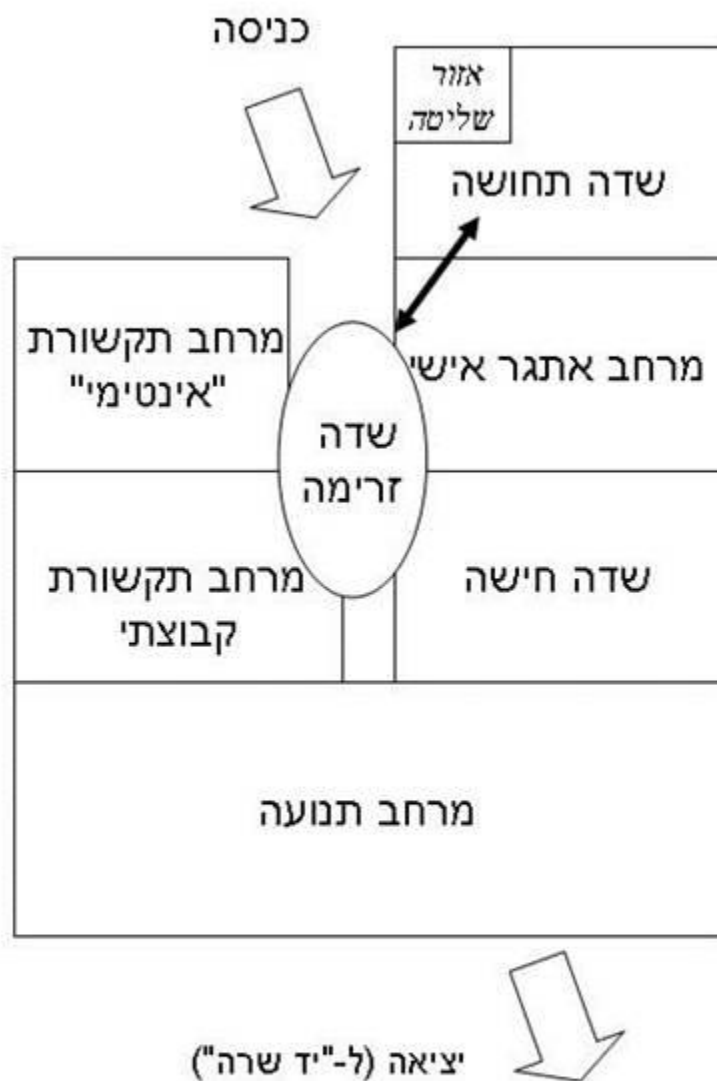 כניסה
אזור
שליטה
שדה תחושה
מרחב אתגר אישי
מרחב תקשורת
"אינטימי"
שדה
זרימה
שדה חישה
מרחב תקשורת
קבוצתי
מרחב תנועה
יציאה (ל-"יד שרה")